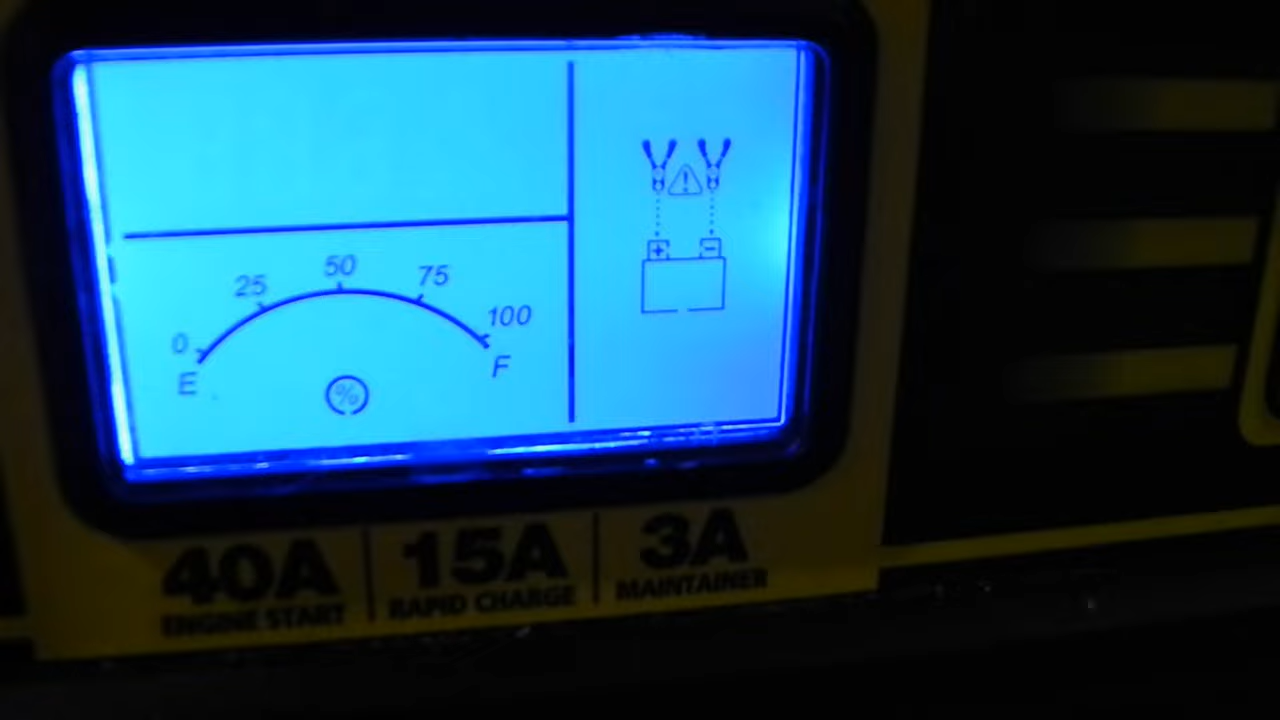 0 25 50 75 100
E F
%
+ -
40A 15A 3A
ENGINE START RAPID CHARGE MAINTAINER